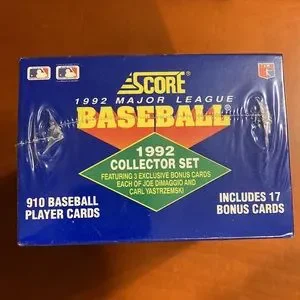 SCORE®
1992 MAJOR LEAGUE
BASEBALL®
1992
COLLECTOR SET
FEATURING 3 EXCLUSIVE BONUS CARDS
EACH OF JOE DIMAGGIO AND
CARL YASTRZEMSKI
910 BASEBALL
PLAYER CARDS
INCLUDES 17
BONUS CARDS